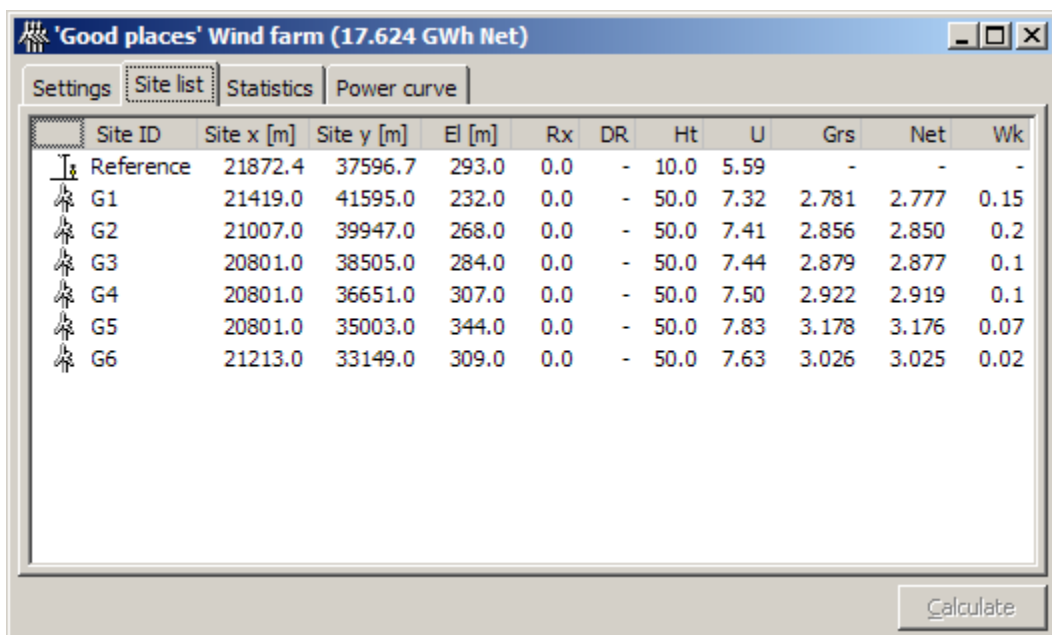 'Good places' Wind farm (17.624 GWh Net)
Settings Site list Statistics Power curve
Site ID Site x [m] Site y [m] El [m] Rx DR Ht U Grs Net Wk
Reference 21872.4 37596.7 293.0 0.0 - 10.0 5.59 - - -
G1 21419.0 41595.0 232.0 0.0 - 50.0 7.32 2.781 2.777 0.15
G2 21007.0 39947.0 268.0 0.0 - 50.0 7.41 2.856 2.850 0.2
G3 20801.0 38505.0 284.0 0.0 - 50.0 7.44 2.879 2.877 0.1
G4 20801.0 36651.0 307.0 0.0 - 50.0 7.50 2.922 2.919 0.1
G5 20801.0 35003.0 344.0 0.0 - 50.0 7.83 3.178 3.176 0.07
G6 21213.0 33149.0 309.0 0.0 - 50.0 7.63 3.026 3.025 0.02
Calculate